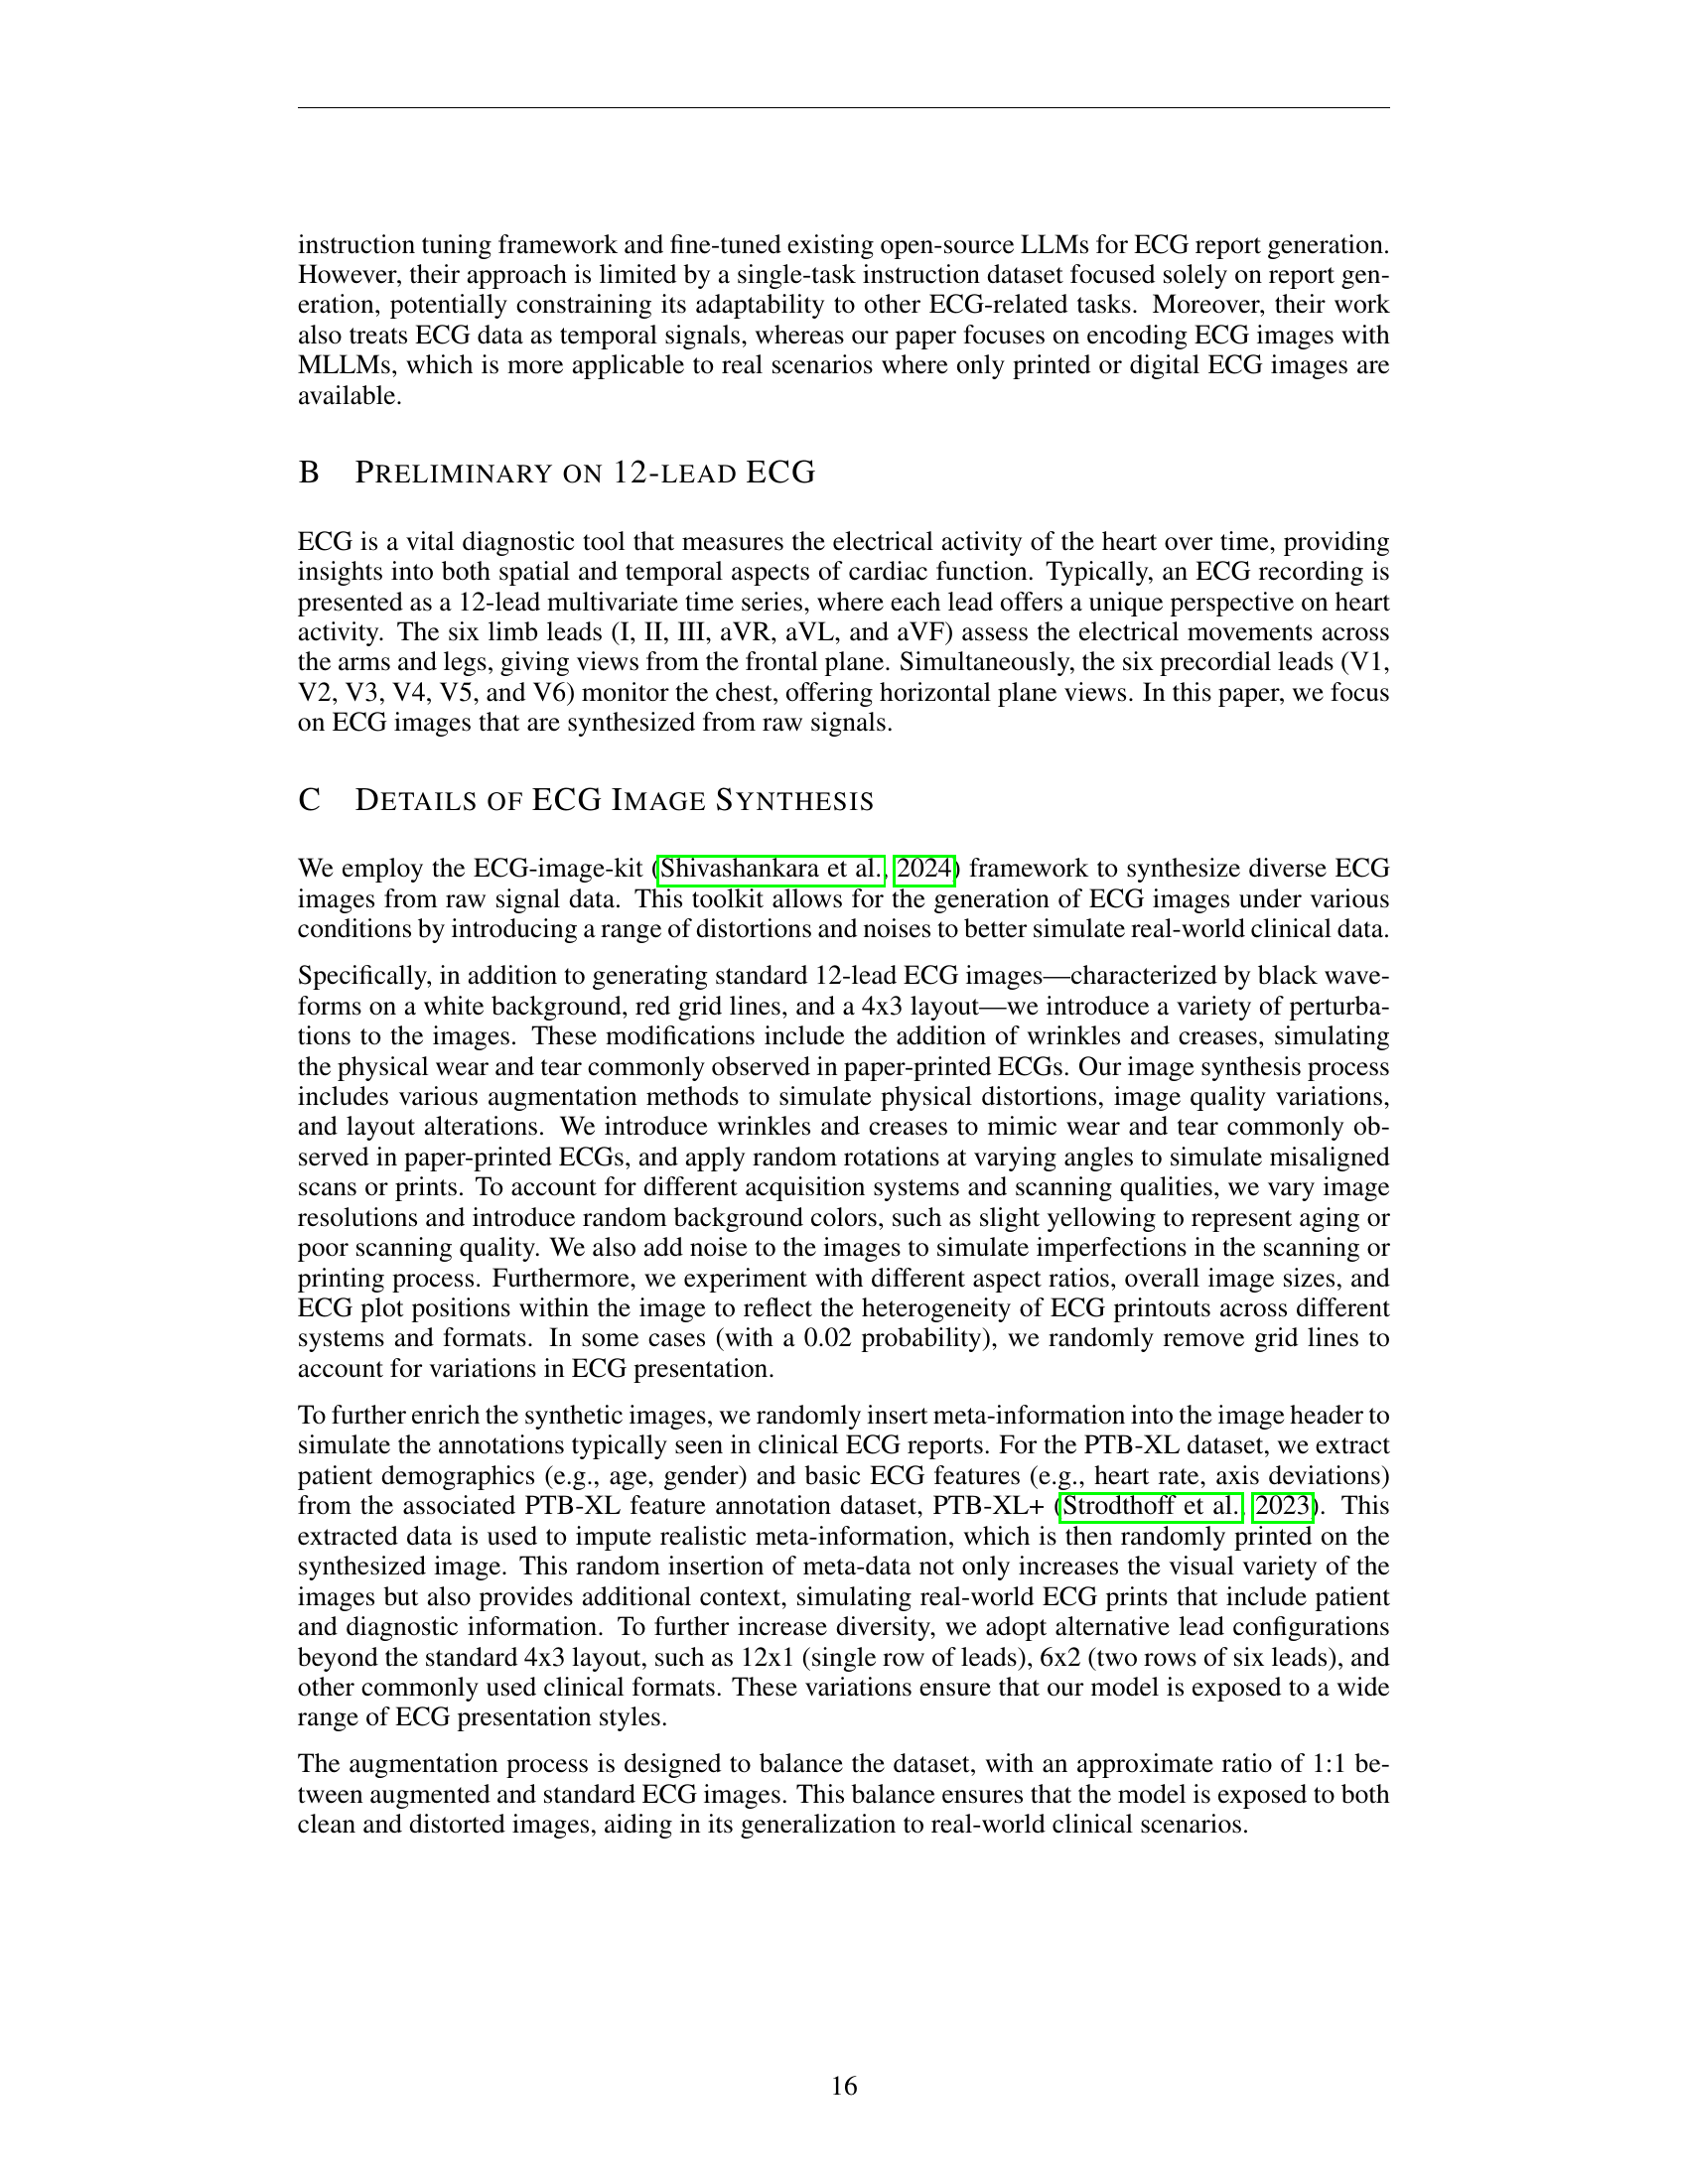 instruction tuning framework and fine-tuned existing open-source LLMs for ECG report generation.
However, their approach is limited by a single-task instruction dataset focused solely on report gen-
eration, potentially constraining its adaptability to other ECG-related tasks. Moreover, their work
also treats ECG data as temporal signals, whereas our paper focuses on encoding ECG images with
MLLMs, which is more applicable to real scenarios where only printed or digital ECG images are
available.
B PRELIMINARY ON 12-LEAD ECG
ECG is a vital diagnostic tool that measures the electrical activity of the heart over time, providing
insights into both spatial and temporal aspects of cardiac function. Typically, an ECG recording is
presented as a 12-lead multivariate time series, where each lead offers a unique perspective on heart
activity. The six limb leads (I, II, III, aVR, aVL, and aVF) assess the electrical movements across
the arms and legs, giving views from the frontal plane. Simultaneously, the six precordial leads (V1,
V2, V3, V4, V5, and V6) monitor the chest, offering horizontal plane views. In this paper, we focus
on ECG images that are synthesized from raw signals.
C DETAILS OF ECG IMAGE SYNTHESIS
We employ the ECG-image-kit (Shivashankara et al., 2024) framework to synthesize diverse ECG
images from raw signal data. This toolkit allows for the generation of ECG images under various
conditions by introducing a range of distortions and noises to better simulate real-world clinical data.
Specifically, in addition to generating standard 12-lead ECG images—characterized by black wave-
forms on a white background, red grid lines, and a 4x3 layout—we introduce a variety of perturba-
tions to the images. These modifications include the addition of wrinkles and creases, simulating
the physical wear and tear commonly observed in paper-printed ECGs. Our image synthesis process
includes various augmentation methods to simulate physical distortions, image quality variations,
and layout alterations. We introduce wrinkles and creases to mimic wear and tear commonly ob-
served in paper-printed ECGs, and apply random rotations at varying angles to simulate misaligned
scans or prints. To account for different acquisition systems and scanning qualities, we vary image
resolutions and introduce random background colors, such as slight yellowing to represent aging or
poor scanning quality. We also add noise to the images to simulate imperfections in the scanning or
printing process. Furthermore, we experiment with different aspect ratios, overall image sizes, and
ECG plot positions within the image to reflect the heterogeneity of ECG printouts across different
systems and formats. In some cases (with a 0.02 probability), we randomly remove grid lines to
account for variations in ECG presentation.
To further enrich the synthetic images, we randomly insert meta-information into the image header to
simulate the annotations typically seen in clinical ECG reports. For the PTB-XL dataset, we extract
patient demographics (e.g., age, gender) and basic ECG features (e.g., heart rate, axis deviations)
from the associated PTB-XL feature annotation dataset, PTB-XL+ (Strodthoff et al., 2023). This
extracted data is used to impute realistic meta-information, which is then randomly printed on the
synthesized image. This random insertion of meta-data not only increases the visual variety of the
images but also provides additional context, simulating real-world ECG prints that include patient
and diagnostic information. To further increase diversity, we adopt alternative lead configurations
beyond the standard 4x3 layout, such as 12x1 (single row of leads), 6x2 (two rows of six leads), and
other commonly used clinical formats. These variations ensure that our model is exposed to a wide
range of ECG presentation styles.
The augmentation process is designed to balance the dataset, with an approximate ratio of 1:1 be-
tween augmented and standard ECG images. This balance ensures that the model is exposed to both
clean and distorted images, aiding in its generalization to real-world clinical scenarios.
16